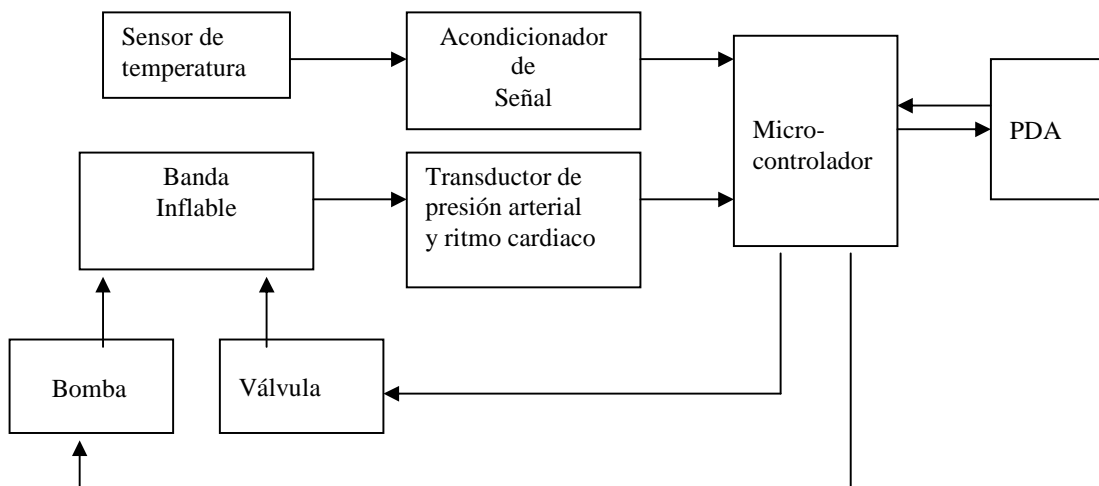 Sensor de
temperatura
Acondicionador
de
Señal
Micro-
controlador
PDA
Banda
Inflable
Transductor de
presión arterial
y ritmo cardiaco
Bomba
Válvula